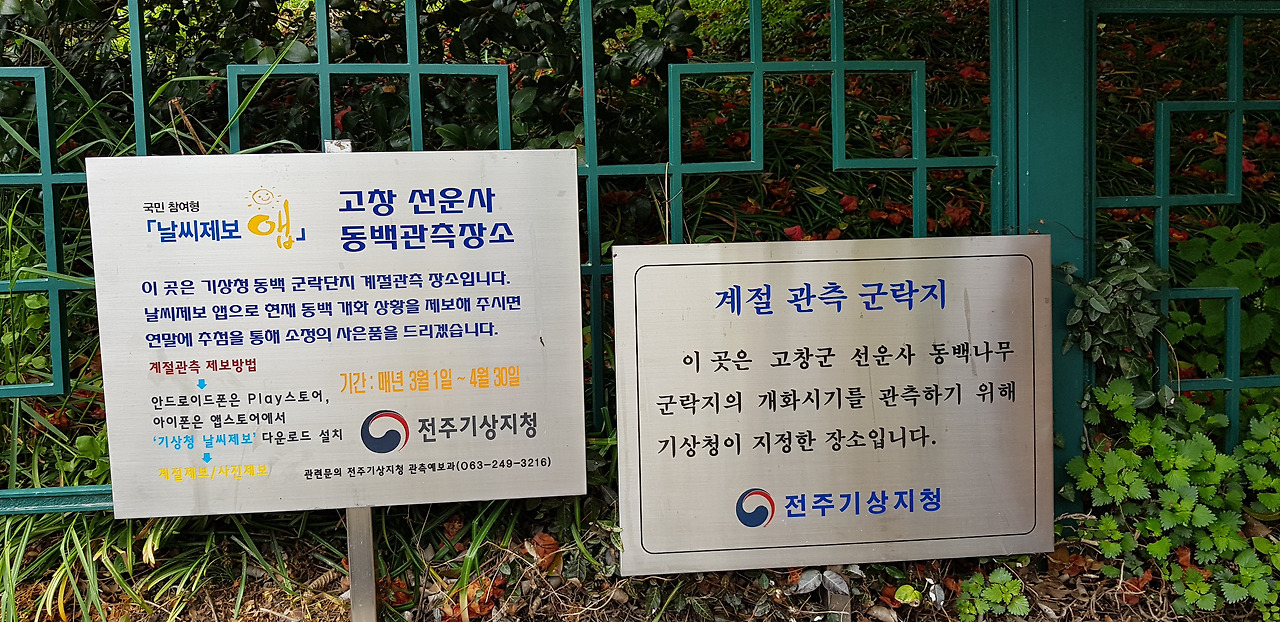 국민 참여형
「날씨제보 앱」
고창 선운사
동백관측장소
이 곳은 기상청 동백 군락단지 계절관측 장소입니다.
날씨제보 앱으로 현재 동백 개화 상황을 제보해 주시면
연말에 추첨을 통해 소정의 사은품을 드리겠습니다.
계절관측 제보방법
안드로이드폰은 Play스토어,
아이폰은 앱스토어에서
'기상청 날씨제보' 다운로드 설치
계절제보/사진제보
기간 : 매년 3월 1일 ~ 4월 30일
전주기상지청
관련문의 전주기상지청 관측예보과(063-249-3216)
계절 관측 군락지
이 곳은 고창군 선운사 동백나무
군락지의 개화시기를 관측하기 위해
기상청이 지정한 장소입니다.
전주기상지청